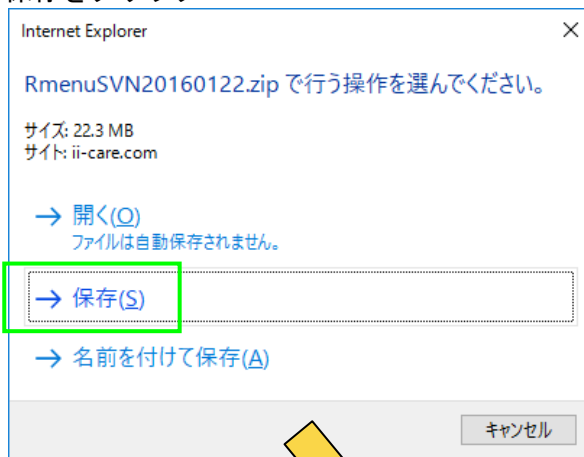 Internet Explorer
RmenuSVN20160122.zip で行う操作を選んでください。
サイズ: 22.3 MB
サイト: ii-care.com
→ 開く(O)
ファイルは自動保存されません。
→ 保存(S)
→ 名前を付けて保存(A)
キャンセル